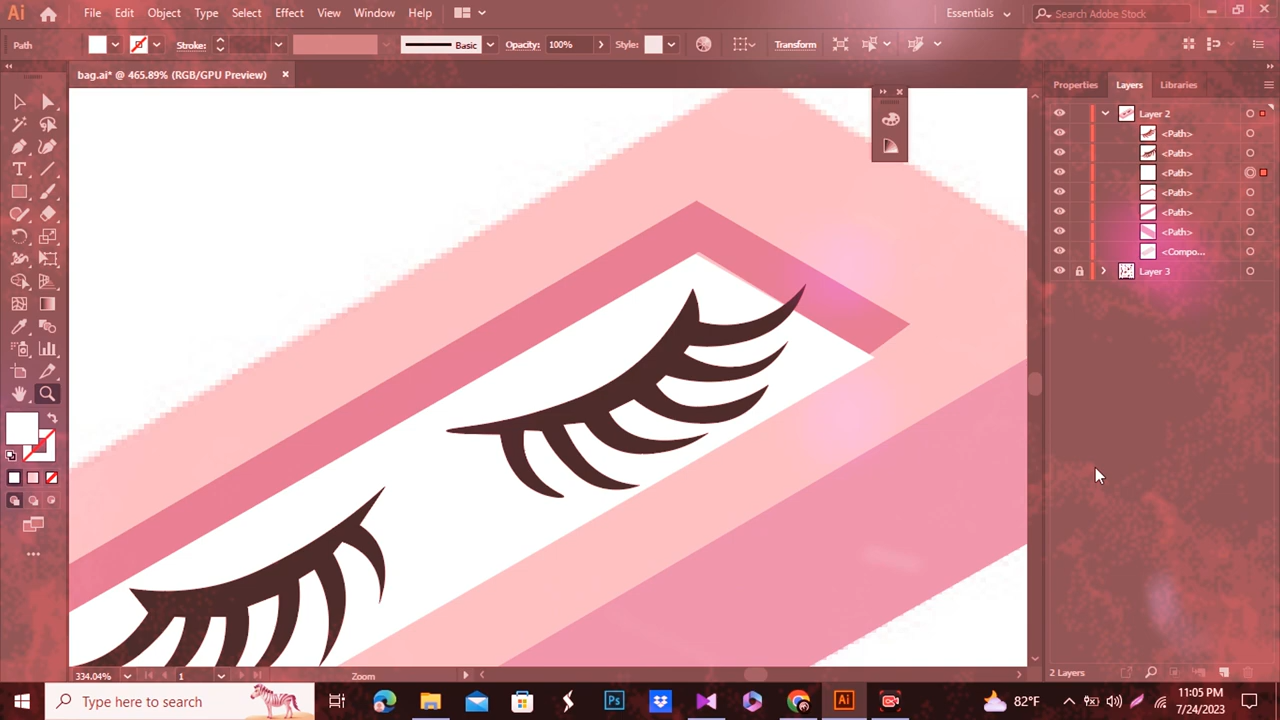 Ai File Edit Object Type Select Effect View Window Help Essentials Search Adobe Stock
Path Stroke: Basic Opacity: 100% Style: Transform
bag.ai* @ 465.89% (RGB/GPU Preview) ×
Properties Layers Libraries
Layer 2
<Path>
<Path>
<Path>
<Path>
<Path>
<Path>
<Compo...
Layer 3
334.04% 1 Zoom 2 Layers
Type here to search Ps Ai 82°F 11:05 PM
7/24/2023